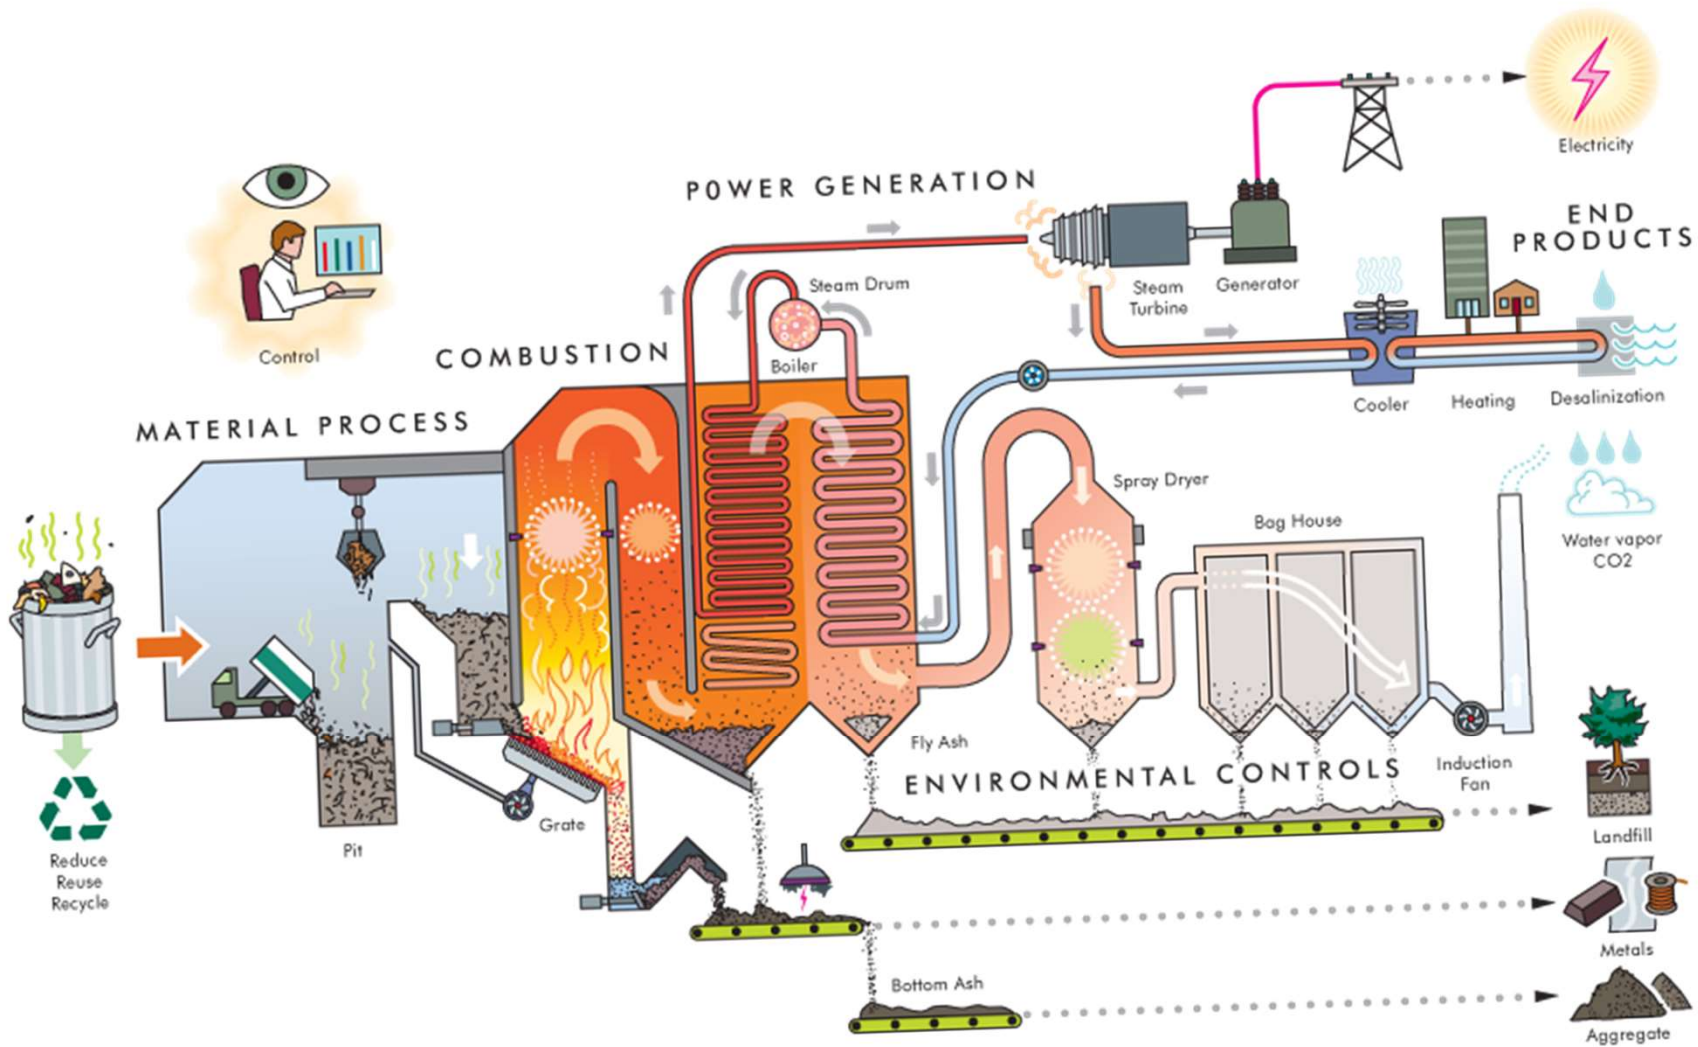 Electricity
POWER GENERATION
END
PRODUCTS
Steam Drum
Steam
Turbine
Generator
Control
COMBUSTION
Boiler
Cooler
Heating
Desalinization
MATERIAL PROCESS
Spray Dryer
Bag House
Water vapor
CO2
Fly Ash
ENVIRONMENTAL CONTROLS
Induction
Fan
Grate
Pit
Landfill
Reduce
Reuse
Recycle
Metals
Bottom Ash
Aggregate